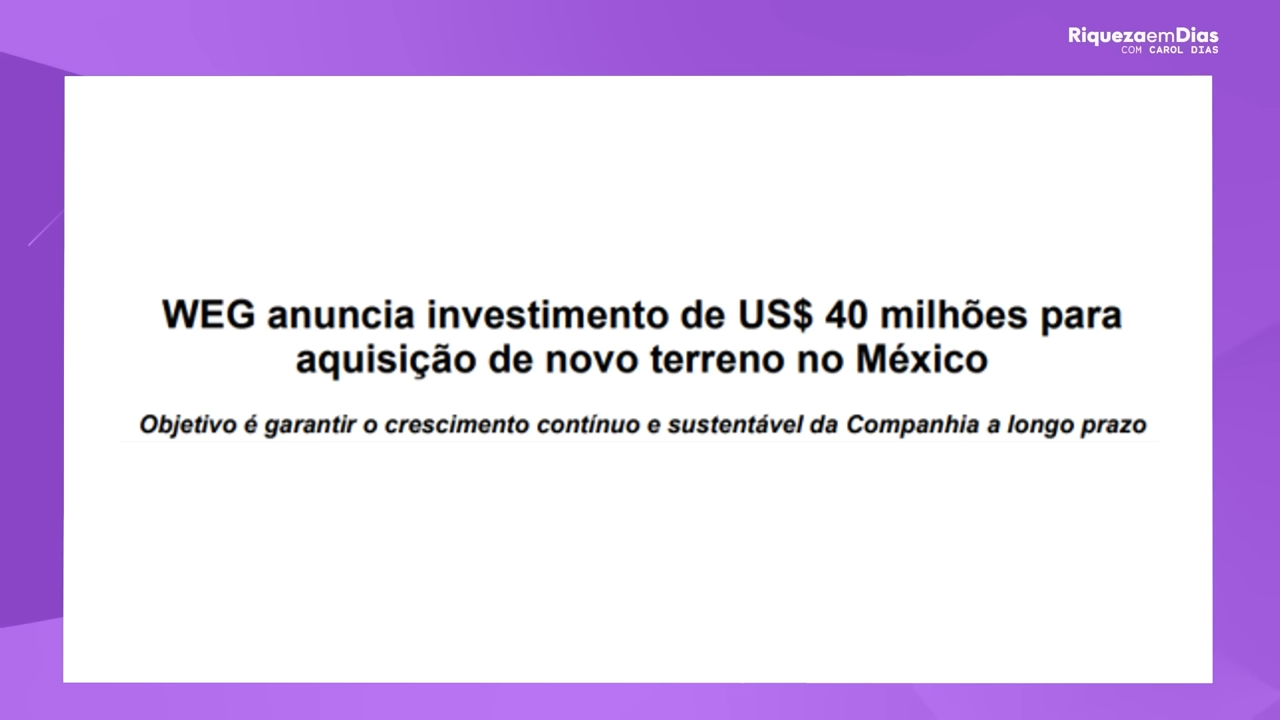 RiquezaemDias
COM CAROL DIAS
WEG anuncia investimento de US$ 40 milhões para
aquisição de novo terreno no México
Objetivo é garantir o crescimento contínuo e sustentável da Companhia a longo prazo